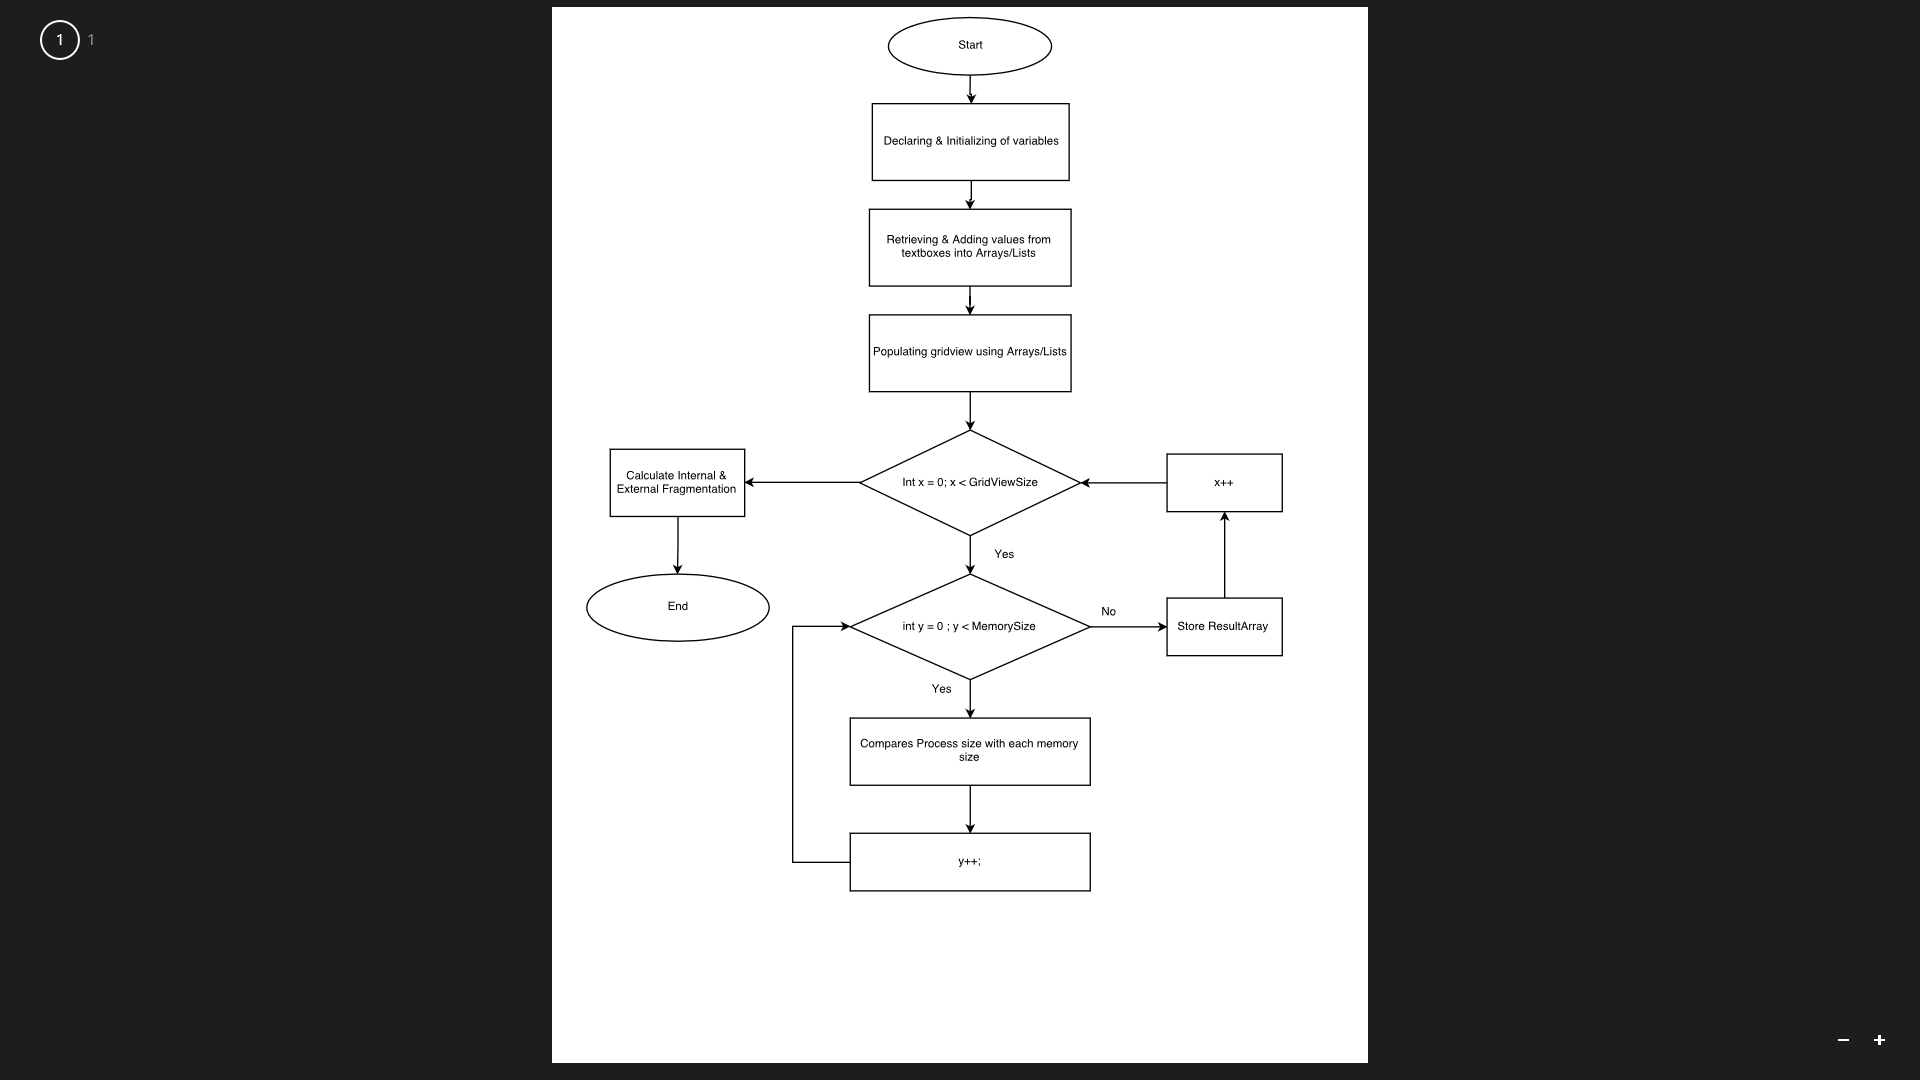 1 1
Start
Declaring & Initializing of variables
Retrieving & Adding values from
textboxes into Arrays/Lists
Populating gridview using Arrays/Lists
Calculate Internal &
External Fragmentation
Int x = 0; x < GridViewSize
x++
Yes
End
int y = 0 ; y < MemorySize
No
Store ResultArray
Yes
Compares Process size with each memory
size
y++;